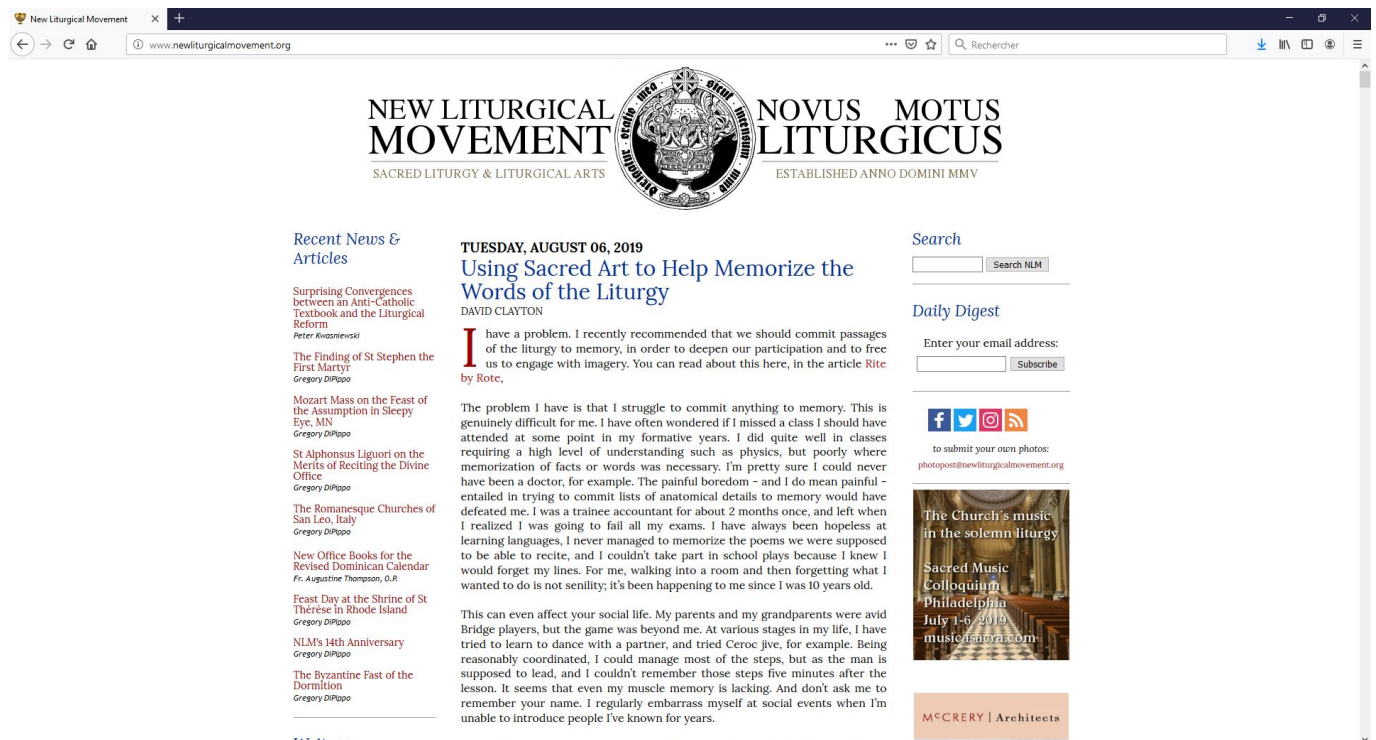 New Liturgical Movement
www.newliturgicalmovement.org
Rechercher
NEW LITURGICAL
MOVEMENT
SACRED LITURGY & LITURGICAL ARTS
dirigatur oratio mea sicut incensum
NOVUS MOTUS
LITURGICUS
ESTABLISHED ANNO DOMINI MMV
Recent News &
Articles
Surprising Convergences
between an Anti-Catholic
Textbook and the Liturgical
Reform
Peter Kwasniewski
The Finding of St Stephen the
First Martyr
Gregory DiPippo
Mozart Mass on the Feast of
the Assumption in Sleepy
Eye, MN
Gregory DiPippo
St Alphonsus Liguori on the
Merits of Reciting the Divine
Office
Gregory DiPippo
The Romanesque Churches of
San Leo, Italy
Gregory DiPippo
New Office Books for the
Revised Dominican Calendar
Fr. Augustine Thompson, O.P.
Feast Day at the Shrine of St
Thérèse in Rhode Island
Gregory DiPippo
NLM's 14th Anniversary
Gregory DiPippo
The Byzantine Fast of the
Dormition
Gregory DiPippo
TUESDAY, AUGUST 06, 2019
Using Sacred Art to Help Memorize the
Words of the Liturgy
DAVID CLAYTON
I have a problem. I recently recommended that we should commit passages
of the liturgy to memory, in order to deepen our participation and to free
us to engage with imagery. You can read about this here, in the article Rite
by Rote,
The problem I have is that I struggle to commit anything to memory. This is
genuinely difficult for me. I have often wondered if I missed a class I should have
attended at some point in my formative years. I did quite well in classes
requiring a high level of understanding such as physics, but poorly where
memorization of facts or words was necessary. I'm pretty sure I could never
have been a doctor, for example. The painful boredom - and I do mean painful -
entailed in trying to commit lists of anatomical details to memory would have
defeated me. I was a trainee accountant for about 2 months once, and left when
I realized I was going to fail all my exams. I have always been hopeless at
learning languages, I never managed to memorize the poems we were supposed
to be able to recite, and I couldn't take part in school plays because I knew I
would forget my lines. For me, walking into a room and then forgetting what I
wanted to do is not senility; it's been happening to me since I was 10 years old.
This can even affect your social life. My parents and my grandparents were avid
Bridge players, but the game was beyond me. At various stages in my life, I have
tried to learn to dance with a partner, and tried Ceroc jive, for example. Being
reasonably coordinated, I could manage most of the steps, but as the man is
supposed to lead, and I couldn't remember those steps five minutes after the
lesson. It seems that even my muscle memory is lacking. And don't ask me to
remember your name. I regularly embarrass myself at social events when I'm
unable to introduce people I've known for years.
Search
Search NLM
Daily Digest
Enter your email address:
Subscribe
to submit your own photos:
photopost@newliturgicalmovement.org
The Church's music
in the solemn liturgy
Sacred Music
Colloquium
Philadelphia
July 1-6, 2019
musicasacra.com
McCRERY | Architects